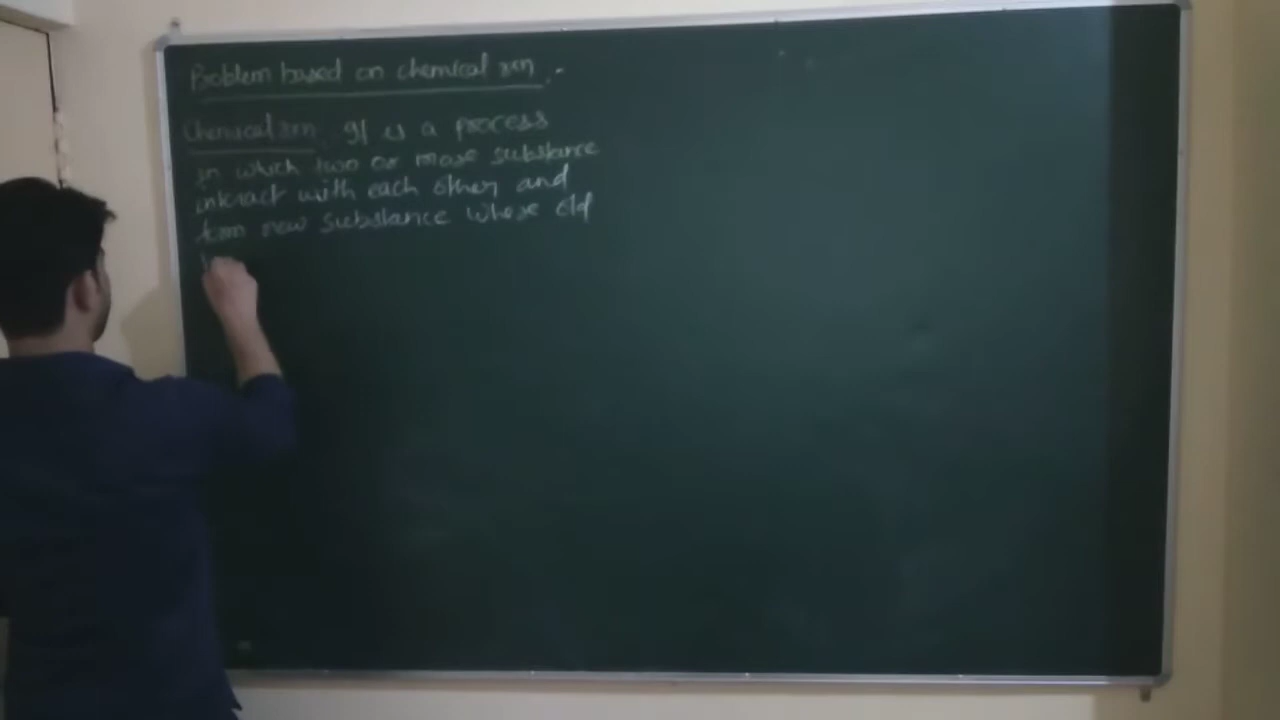 Problem based on chemical rxn :-
Chemical rxn : It is a process
in which two or more substance
interact with each other and
form new substance whose old